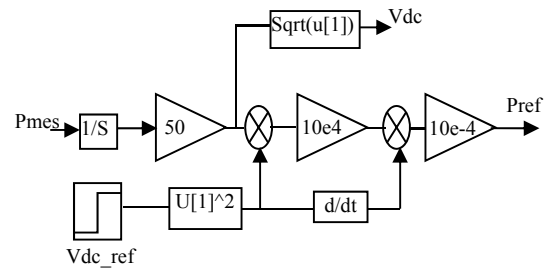 Sqrt(u[1])
Vdc
Pmes
1/S
50
10e4
10e-4
Pref
U[1]^2
d/dt
Vdc_ref